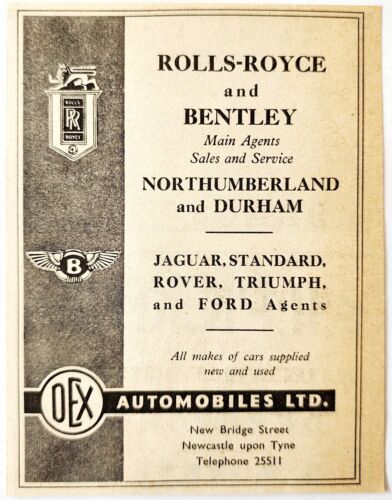 ROLLS-ROYCE
and
BENTLEY
Main Agents
Sales and Service
NORTHUMBERLAND
and DURHAM
JAGUAR, STANDARD,
ROVER, TRIUMPH,
and FORD Agents
All makes of cars supplied
new and used
ROLLS
RR
ROYCE
B
OEX AUTOMOBILES LTD.
New Bridge Street
Newcastle upon Tyne
Telephone 25511